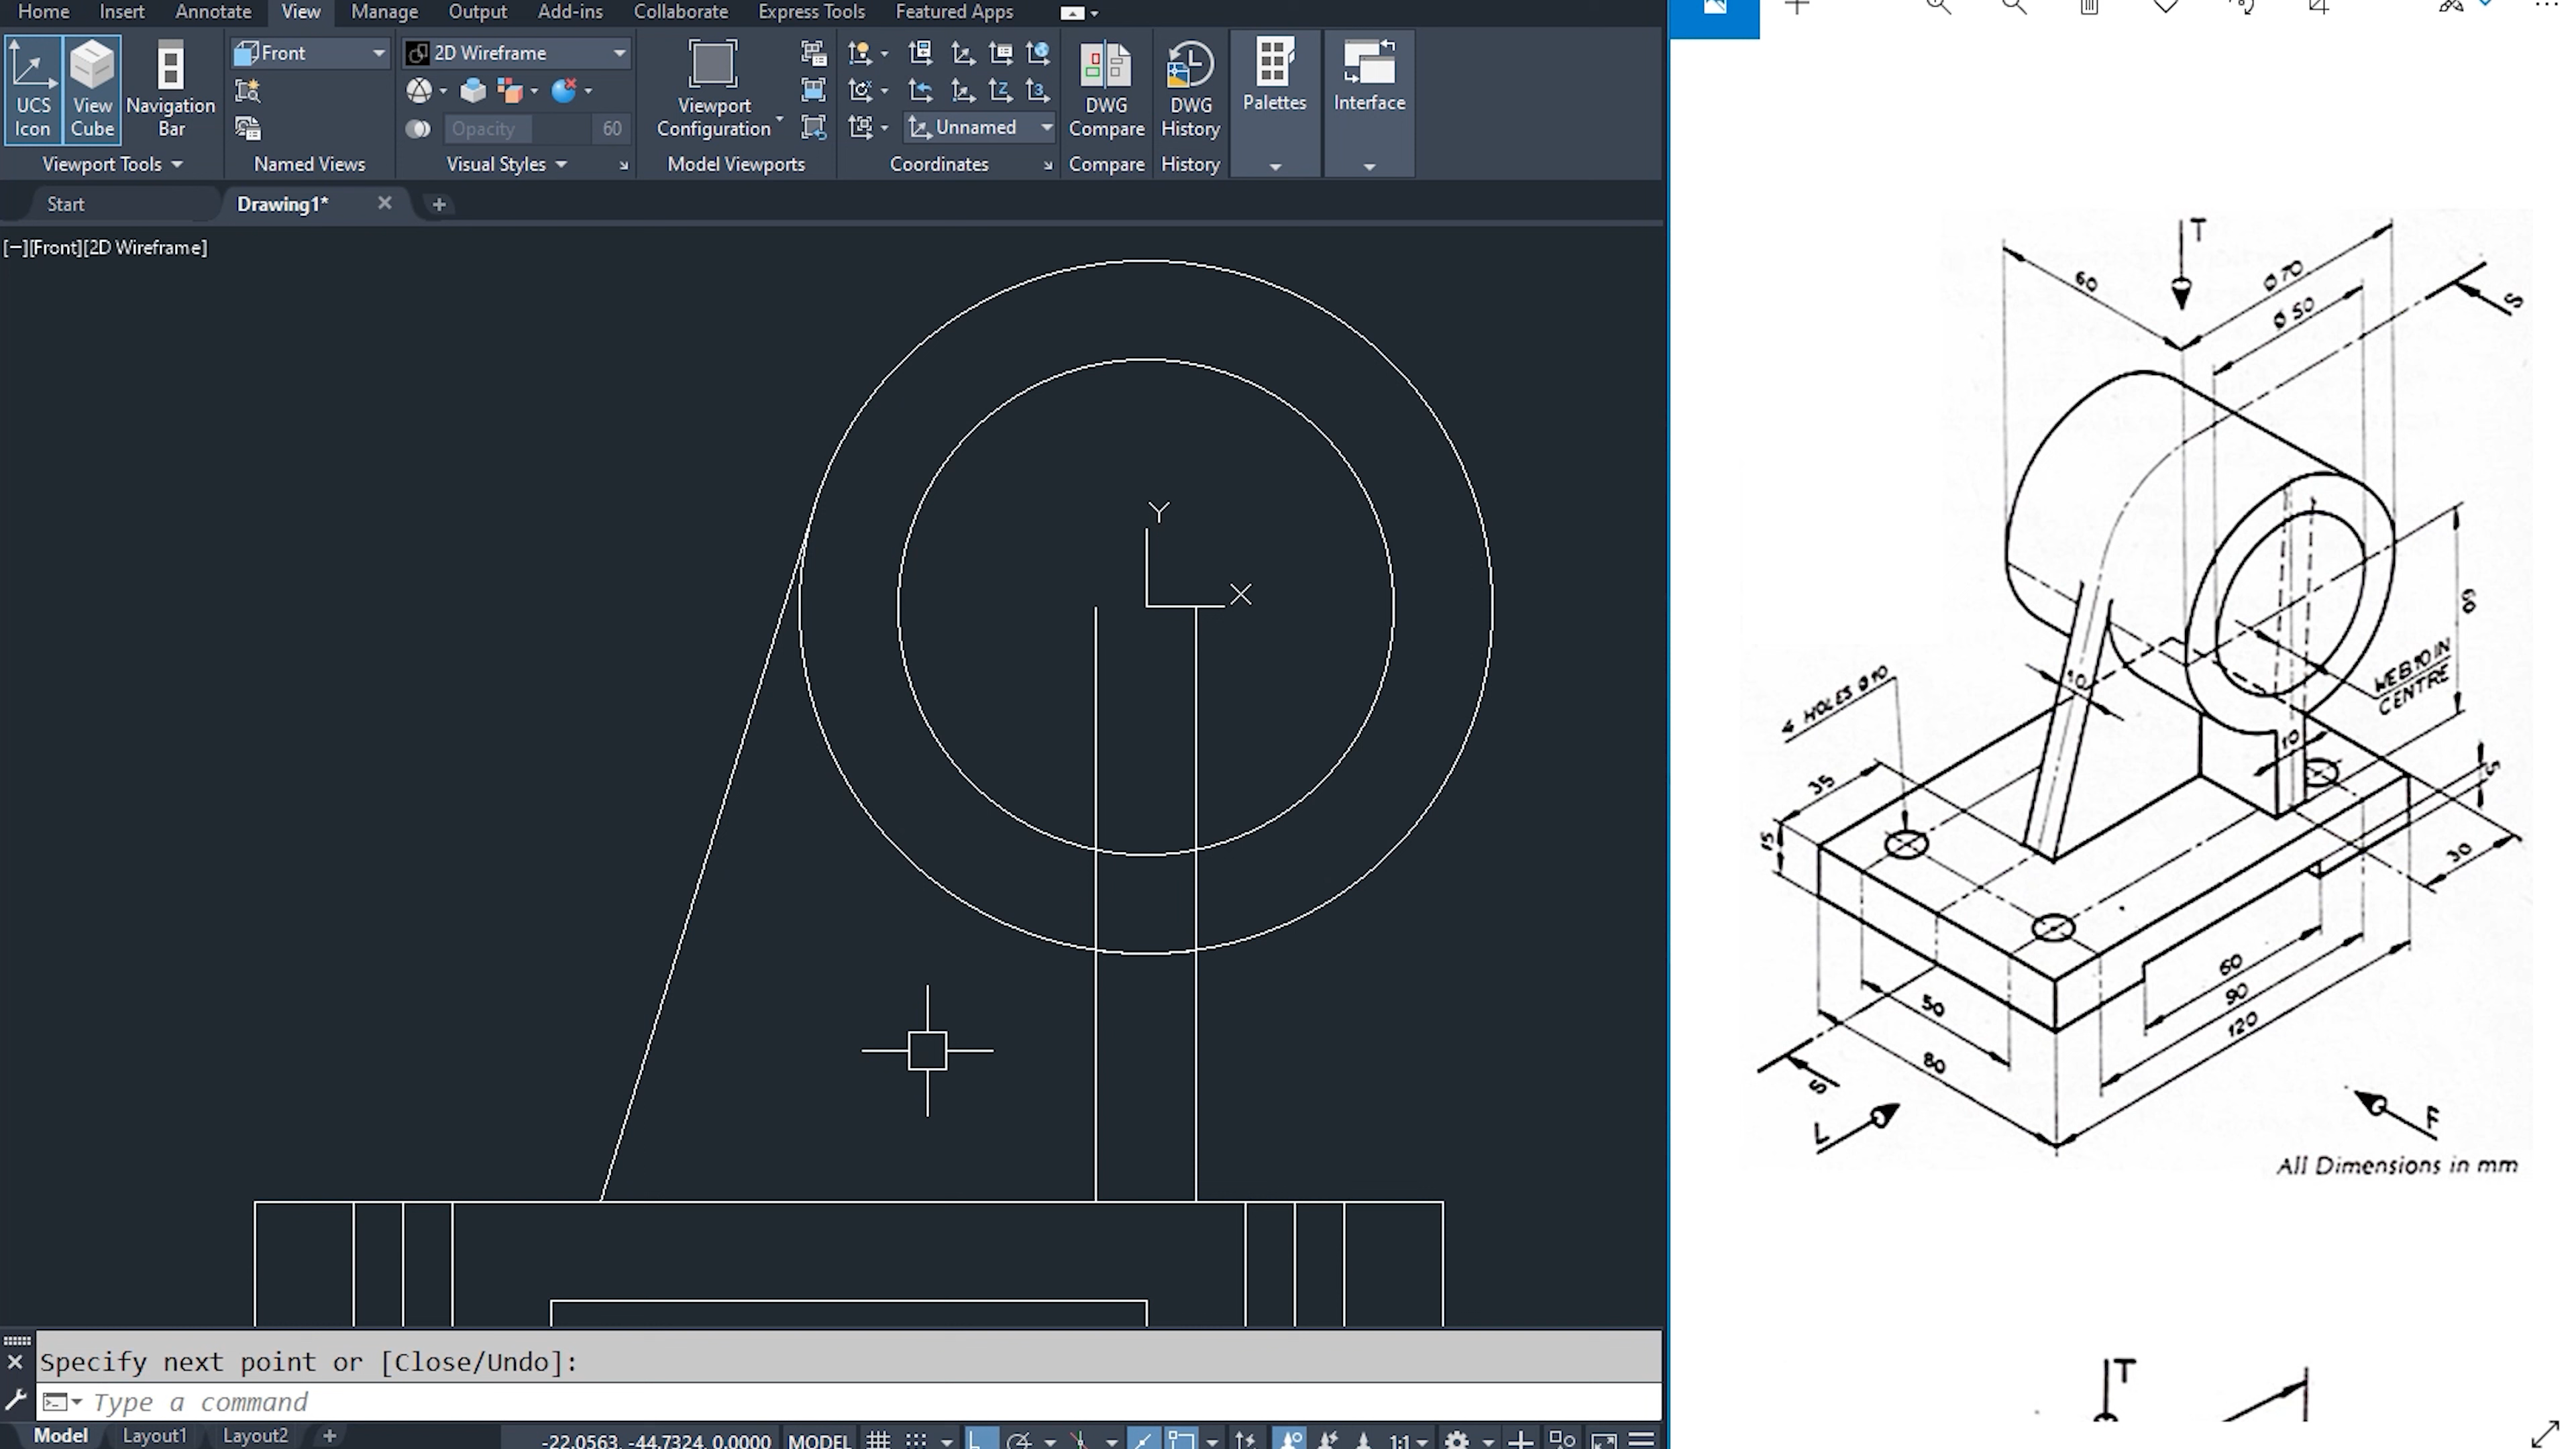 Home Insert Annotate View Manage Output Add-ins Collaborate Express Tools Featured Apps
Front
2D Wireframe
UCS Icon
View Cube
Navigation Bar
Opacity 60
Viewport Configuration
Unnamed
DWG Compare
DWG History
Palettes
Interface
Viewport Tools
Named Views
Visual Styles
Model Viewports
Coordinates
Compare
History
Start
Drawing1*
[−][Front][2D Wireframe]
Y
X
Specify next point or [Close/Undo]:
Type a command
Model Layout1 Layout2
-22.0563, -44.7324, 0.0000 MODEL
1:1
T
60
Ø 70
Ø 50
S
60
WEB 10 IN
CENTRE
10
4 HOLES Ø 10
10
35
15
5
30
60
90
120
50
80
S
L
F
All Dimensions in mm
T